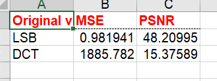 A B C
Original v MSE PSNR
LSB 0.981941 48.20995
DCT 1885.782 15.37589